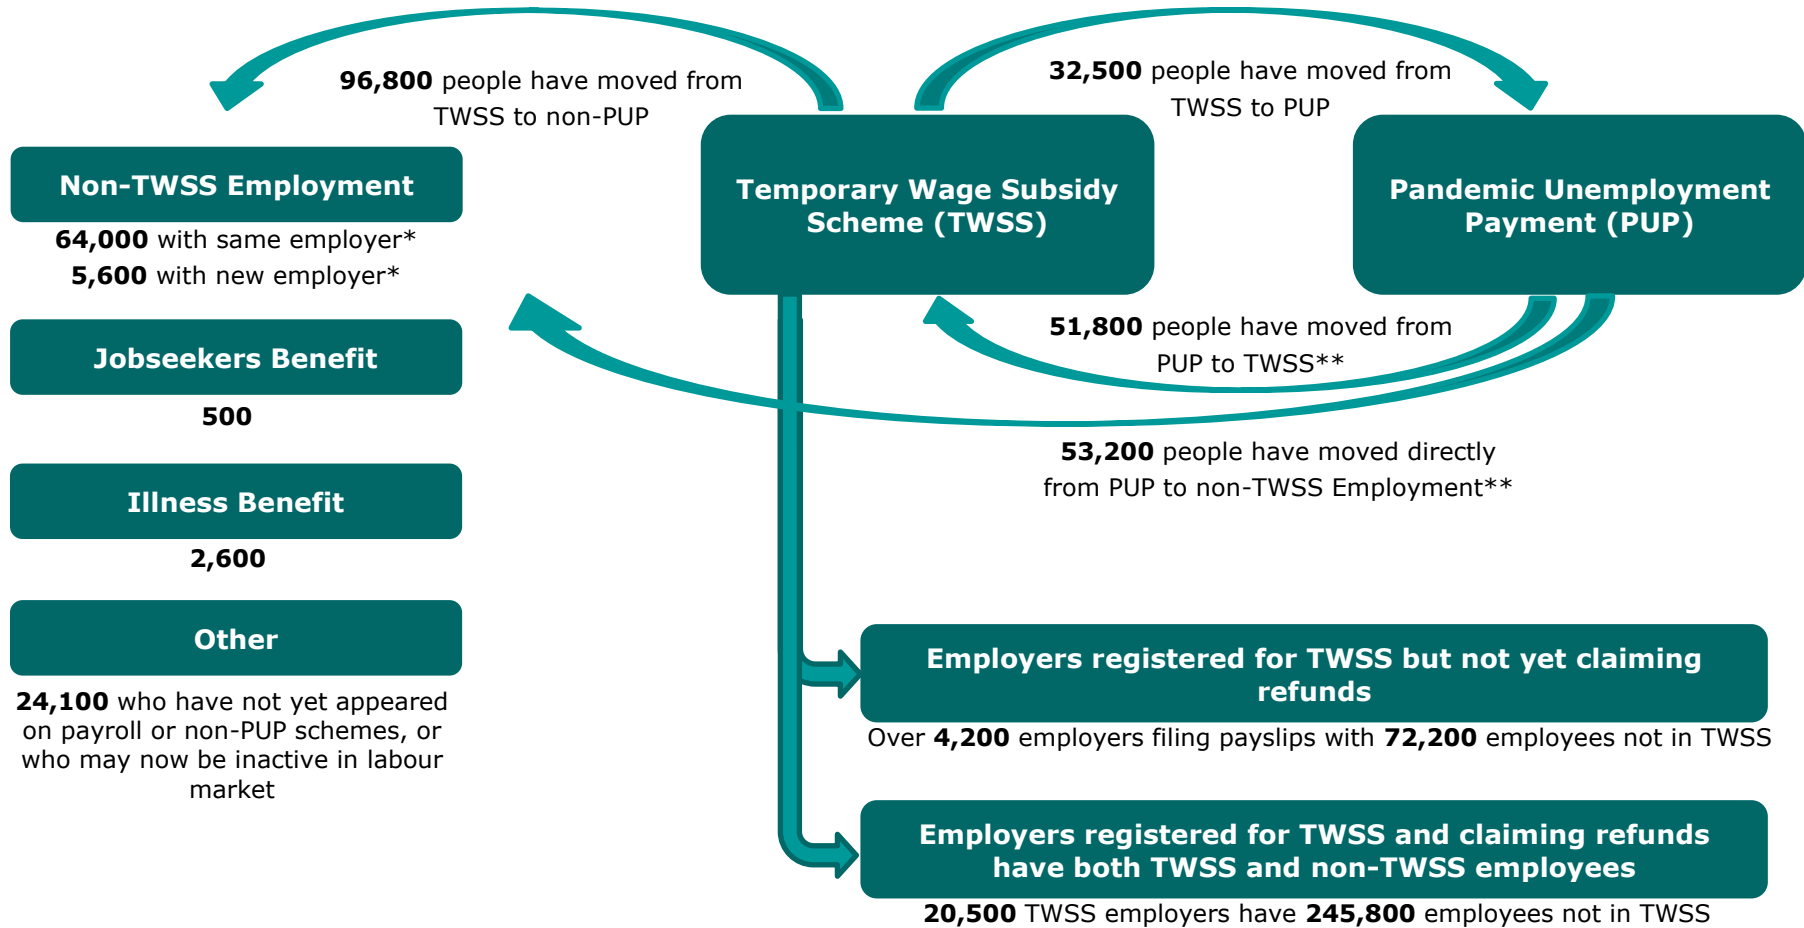 96,800 people have moved from
TWSS to non-PUP
32,500 people have moved from
TWSS to PUP
Non-TWSS Employment
64,000 with same employer*
5,600 with new employer*
Temporary Wage Subsidy
Scheme (TWSS)
Pandemic Unemployment
Payment (PUP)
Jobseekers Benefit
500
51,800 people have moved from
PUP to TWSS**
53,200 people have moved directly
from PUP to non-TWSS Employment**
Illness Benefit
2,600
Other
24,100 who have not yet appeared
on payroll or non-PUP schemes, or
who may now be inactive in labour
market
Employers registered for TWSS but not yet claiming
refunds
Over 4,200 employers filing payslips with 72,200 employees not in TWSS
Employers registered for TWSS and claiming refunds
have both TWSS and non-TWSS employees
20,500 TWSS employers have 245,800 employees not in TWSS